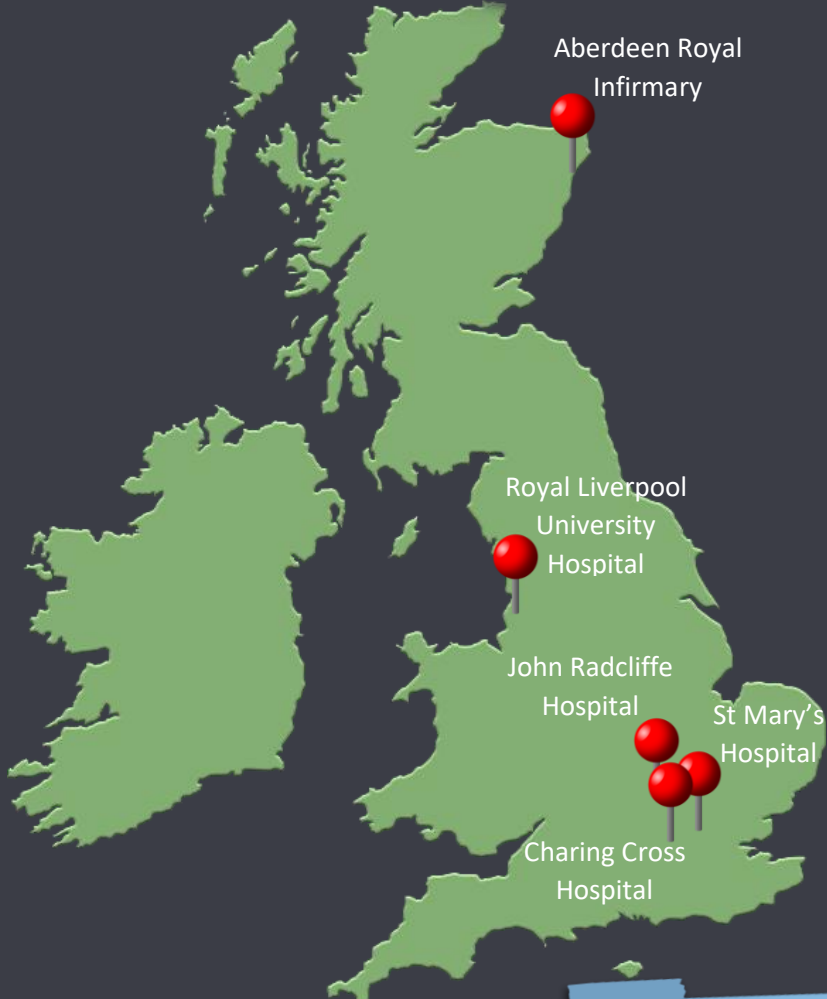 Aberdeen Royal
Infirmary
Royal Liverpool
University
Hospital
John Radcliffe
Hospital
St Mary’s
Hospital
Charing Cross
Hospital